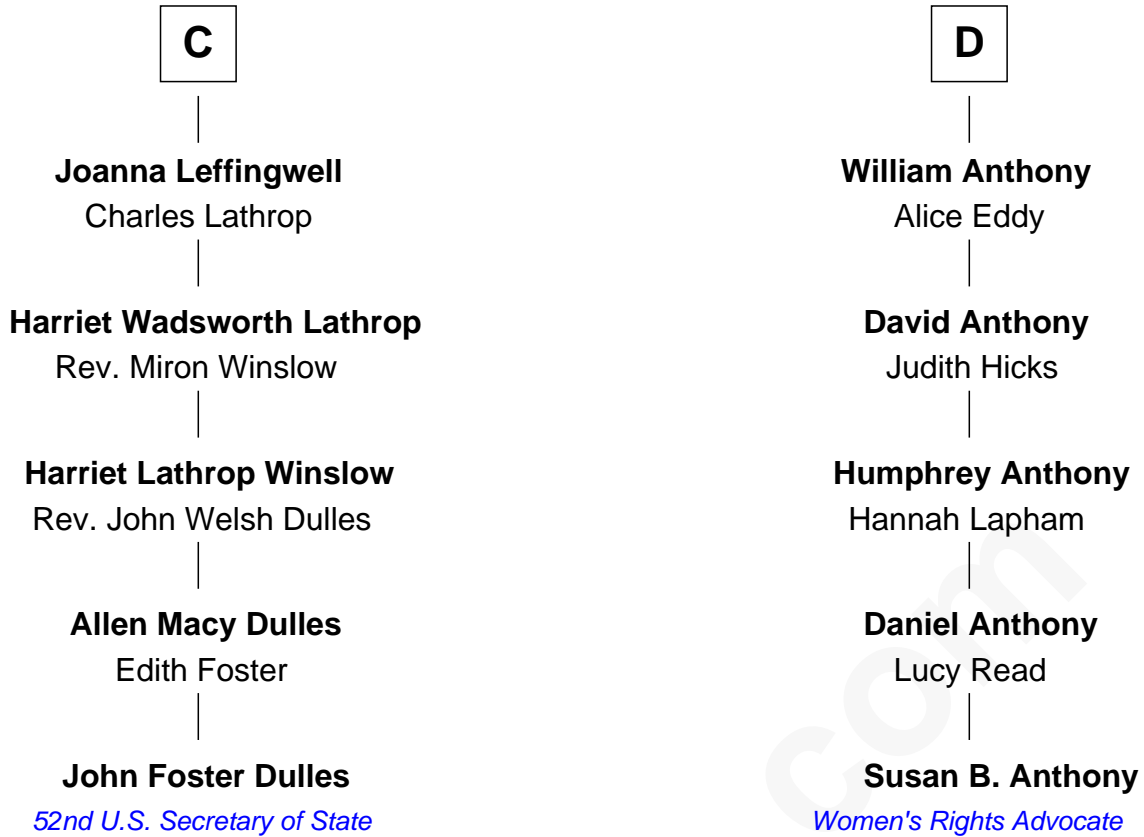 C
Joanna Leffingwell
Charles Lathrop
Harriet Wadsworth Lathrop
Rev. Miron Winslow
Harriet Lathrop Winslow
Rev. John Welsh Dulles
Allen Macy Dulles
Edith Foster
John Foster Dulles
52nd U.S. Secretary of State
D
William Anthony
Alice Eddy
David Anthony
Judith Hicks
Humphrey Anthony
Hannah Lapham
Daniel Anthony
Lucy Read
Susan B. Anthony
Women's Rights Advocate
com